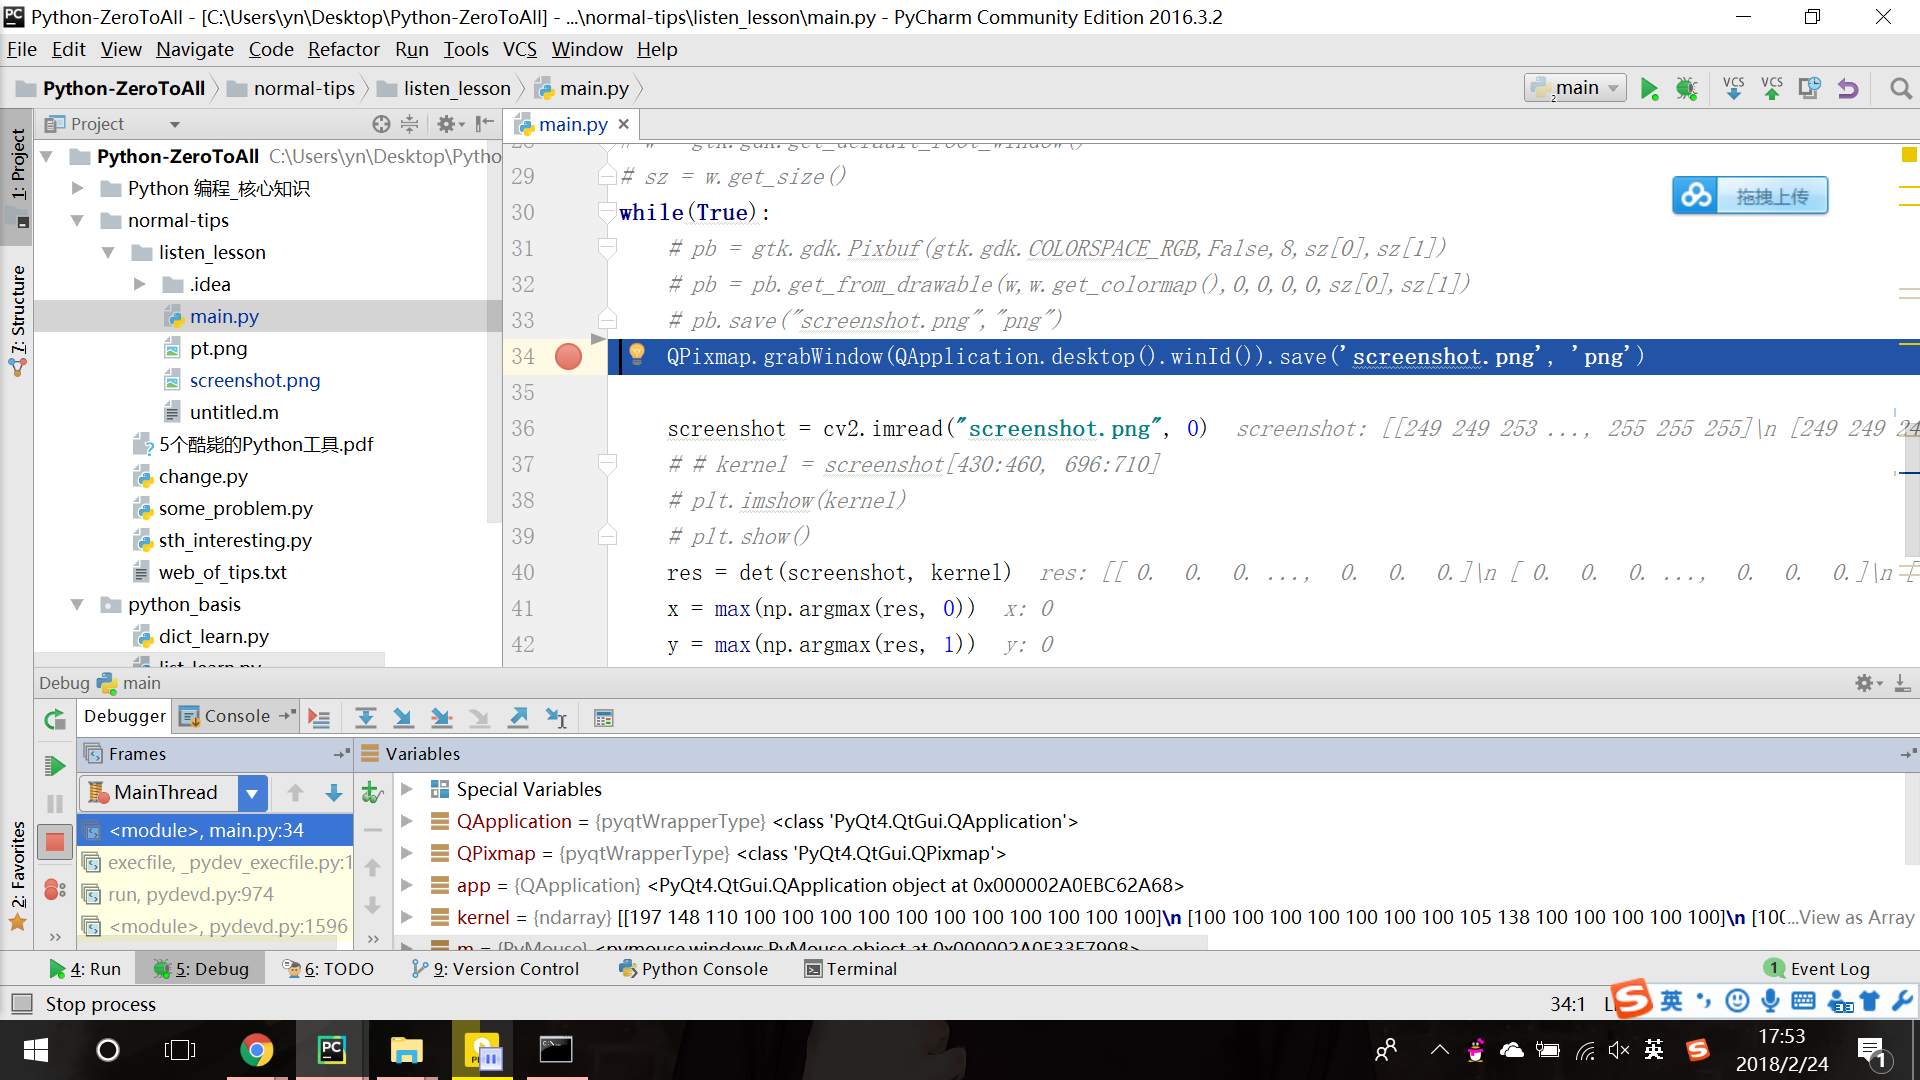 Python-ZeroToAll - [C:\Users\yn\Desktop\Python-ZeroToAll] - ...\normal-tips\listen_lesson\main.py - PyCharm Community Edition 2016.3.2
File Edit View Navigate Code Refactor Run Tools VCS Window Help
Python-ZeroToAll normal-tips listen_lesson main.py
main VCS VCS
1: Project
7: Structure
2: Favorites
Project
Python-ZeroToAll C:\Users\yn\Desktop\Pytho
Python 编程_核心知识
normal-tips
listen_lesson
.idea
main.py
pt.png
screenshot.png
untitled.m
5个酷毙的Python工具.pdf
change.py
some_problem.py
sth_interesting.py
web_of_tips.txt
python_basis
dict_learn.py
list_learn.py
main.py
# w = gtk.gdk.get_default_root_window()
29 # sz = w.get_size()
拖拽上传
30 while(True):
31 # pb = gtk.gdk.Pixbuf(gtk.gdk.COLORSPACE_RGB,False,8,sz[0],sz[1])
32 # pb = pb.get_from_drawable(w,w.get_colormap(),0,0,0,0,sz[0],sz[1])
33 # pb.save("screenshot.png","png")
34 QPixmap.grabWindow(QApplication.desktop().winId()).save('screenshot.png', 'png')
35
36 screenshot = cv2.imread("screenshot.png", 0) screenshot: [[249 249 253 ..., 255 255 255]\n [249 249 24
37 # # kernel = screenshot[430:460, 696:710]
38 # plt.imshow(kernel)
39 # plt.show()
40 res = det(screenshot, kernel) res: [[ 0. 0. 0. ..., 0. 0. 0.]\n [ 0. 0. 0. ..., 0. 0. 0.]\n [
41 x = max(np.argmax(res, 0)) x: 0
42 y = max(np.argmax(res, 1)) y: 0
Debug main
Debugger Console
Frames
MainThread
<module>, main.py:34
execfile, _pydev_execfile.py:1
run, pydevd.py:974
<module>, pydevd.py:1596
Variables
Special Variables
QApplication = {pyqtWrapperType} <class 'PyQt4.QtGui.QApplication'>
QPixmap = {pyqtWrapperType} <class 'PyQt4.QtGui.QPixmap'>
app = {QApplication} <PyQt4.QtGui.QApplication object at 0x000002A0EBC62A68>
kernel = {ndarray} [[197 148 110 100 100 100 100 100 100 100 100 100 100 100]\n [100 100 100 100 100 100 100 105 138 100 100 100 100 100]\n [100 ...View as Array
m = {PyMouse} <pymouse.windows.PyMouse object at 0x000002A0E33E7908>
4: Run 5: Debug 6: TODO 9: Version Control Python Console Terminal 1 Event Log
Stop process 34:1 英
PC 英
17:53
2018/2/24
1